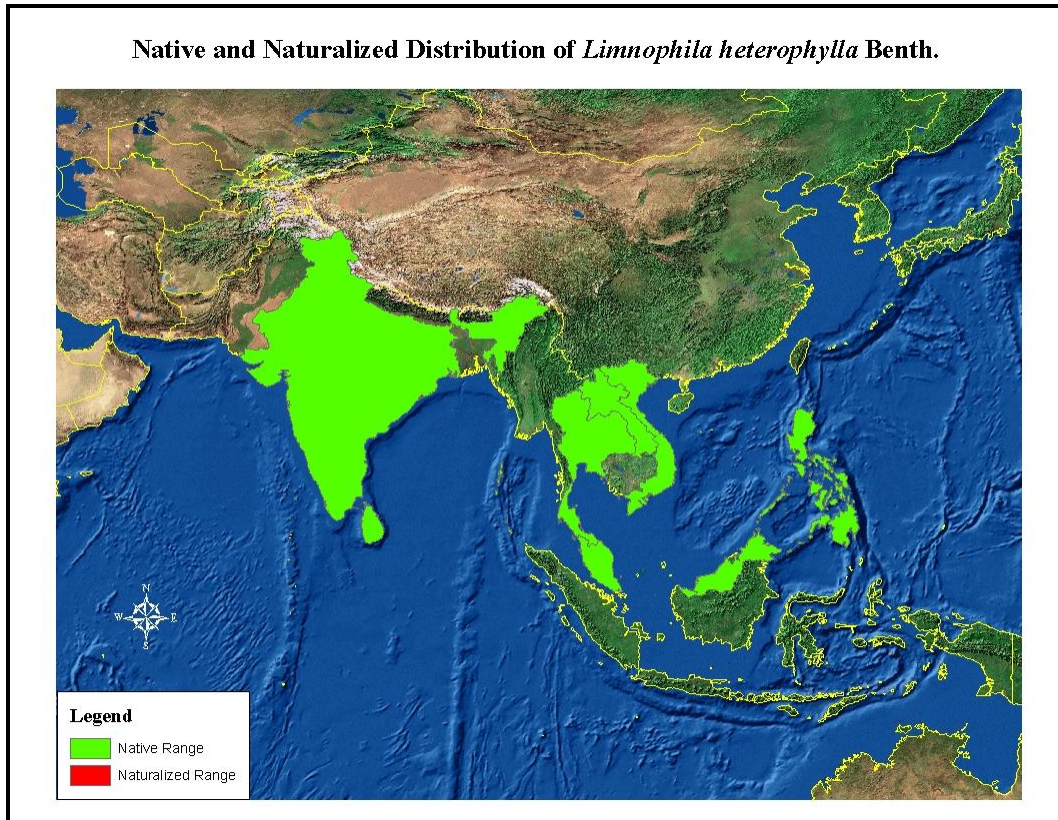 Native and Naturalized Distribution of Limnophila heterophylla Benth.
N
W E
S
Legend
Native Range
Naturalized Range